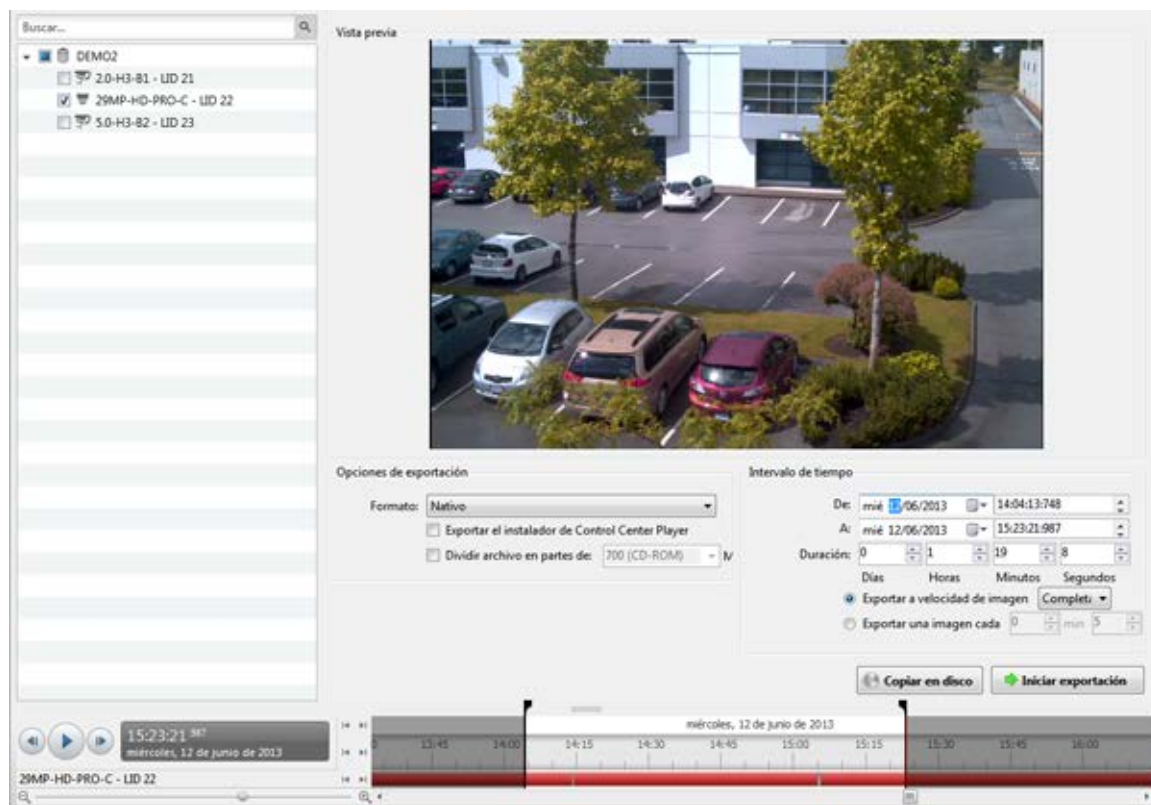 Buscar...
DEMO2
2.0-H3-B1 - LID 21
29MP-HD-PRO-C - LID 22
5.0-H3-B2 - LID 23
Vista previa
Opciones de exportación
Formato: Nativo
Exportar el instalador de Control Center Player
Dividir archivo en partes de: 700 (CD-ROM) M
Intervalo de tiempo
De: mié 12/06/2013 14:04:13:748
A: mié 12/06/2013 15:23:21:987
Duración: 0 1 19 8
Días Horas Minutos Segundos
Exportar a velocidad de imagen Complet
Exportar una imagen cada 0 min 5
Copiar en disco Iniciar exportación
15:23:21.987
miércoles, 12 de junio de 2013
miércoles, 12 de junio de 2013
13:45 14:00 14:15 14:30 14:45 15:00 15:15 15:30 15:45 16:00
29MP-HD-PRO-C - LID 22